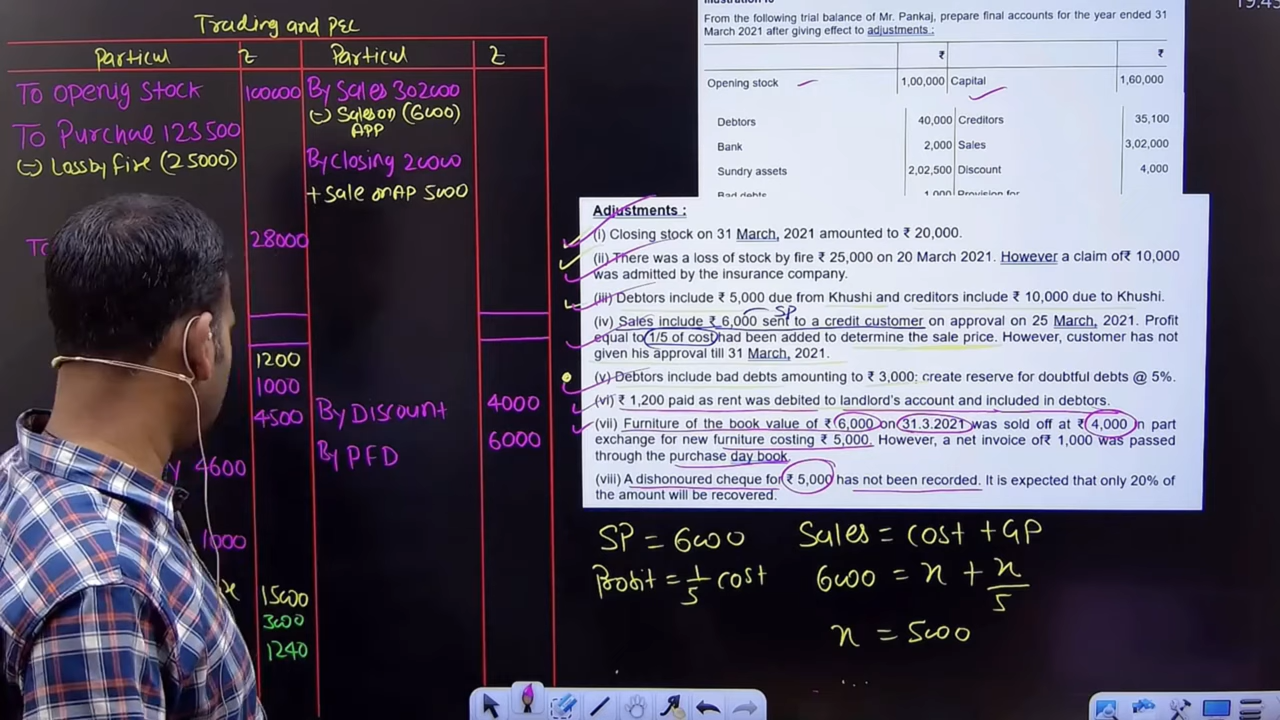 19:45
Trading and P&L
Particul ₹ Particul ₹
To openig stock 100000 By Sales 302000
(-) Sales on (6000)
APP
To Purchae 123500
(-) Loss by fire (25000)
By closing 20000
+ Sale on AP 5000
To
28000
1200
1000
4500 By Discount 4000
4600 By PFD 6000
1000
15000
3000
1240
From the following trial balance of Mr. Pankaj, prepare final accounts for the year ended 31
March 2021 after giving effect to adjustments :
₹ ₹
Opening stock 1,00,000 Capital 1,60,000
Debtors 40,000 Creditors 35,100
Bank 2,000 Sales 3,02,000
Sundry assets 2,02,500 Discount 4,000
Bad debts 1,000 Provision for
Adjustments :
(i) Closing stock on 31 March, 2021 amounted to ₹ 20,000.
(ii) There was a loss of stock by fire ₹ 25,000 on 20 March 2021. However a claim of₹ 10,000
was admitted by the insurance company.
(iii) Debtors include ₹ 5,000 due from Khushi and creditors include ₹ 10,000 due to Khushi.
SP
(iv) Sales include ₹ 6,000 sent to a credit customer on approval on 25 March, 2021. Profit
equal to 1/5 of cost had been added to determine the sale price. However, customer has not
given his approval till 31 March, 2021.
(v) Debtors include bad debts amounting to ₹ 3,000; create reserve for doubtful debts @ 5%.
(vi) ₹ 1,200 paid as rent was debited to landlord's account and included in debtors.
(vii) Furniture of the book value of ₹ 6,000 on 31.3.2021 was sold off at ₹ 4,000 in part
exchange for new furniture costing ₹ 5,000. However, a net invoice of₹ 1,000 was passed
through the purchase day book.
(viii) A dishonoured cheque for ₹ 5,000 has not been recorded. It is expected that only 20% of
the amount will be recovered.
SP = 6000 Sales = Cost + GP
Profit = 1/5 cost 6000 = x + x/5
x = 5000